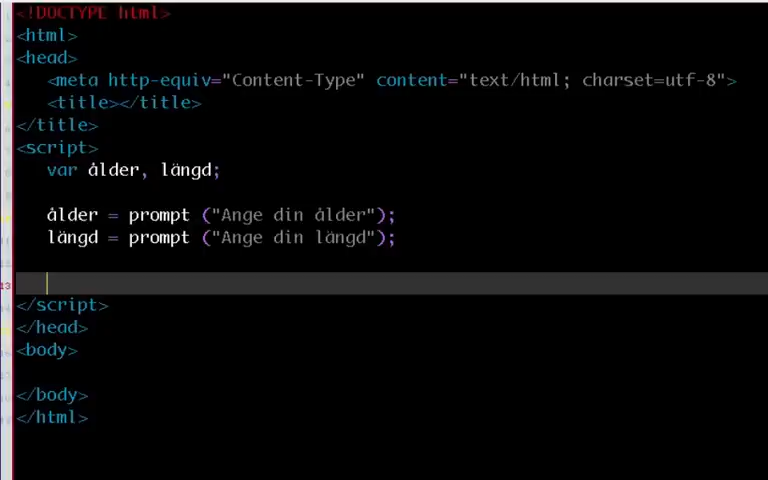 <!DOCTYPE html>
<html>
<head>
<meta http-equiv="Content-Type" content="text/html; charset=utf-8">
<title></title>
</title>
<script>
var ålder, längd;
ålder = prompt ("Ange din ålder");
längd = prompt ("Ange din längd");
13
</script>
</head>
<body>
</body>
</html>